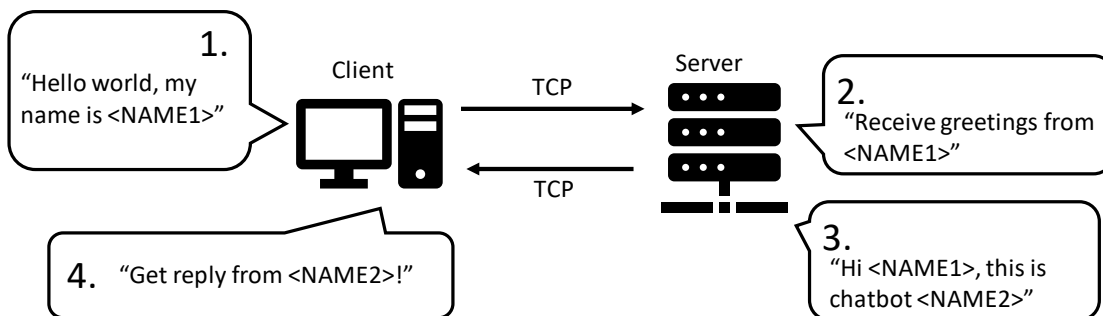 1.
“Hello world, my
name is <NAME1>”
Client
TCP
Server
2.
“Receive greetings from
<NAME1>”
TCP
3.
“Hi <NAME1>, this is
chatbot <NAME2>”
4. “Get reply from <NAME2>!”